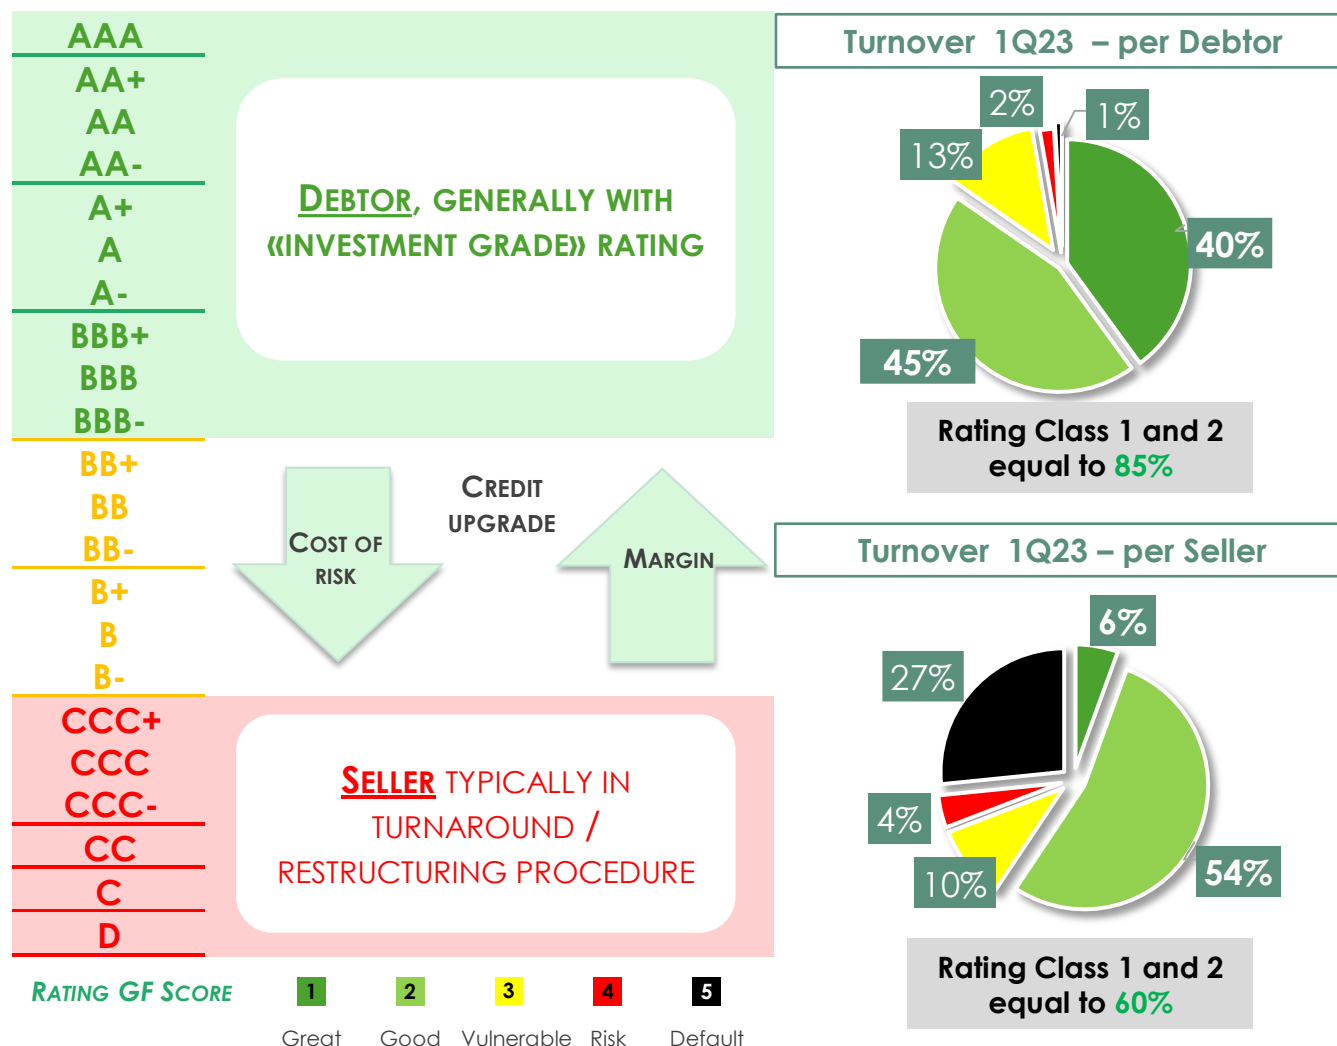 AAA
AA+
AA
AA-
A+
A
A-
BBB+
BBB
BBB-
BB+
BB
BB-
B+
B
B-
CCC+
CCC
CCC-
CC
C
D
DEBTOR, GENERALLY WITH
«INVESTMENT GRADE» RATING
COST OF
RISK
CREDIT
UPGRADE
MARGIN
SELLER TYPICALLY IN
TURNAROUND /
RESTRUCTURING PROCEDURE
Turnover 1Q23 – per Debtor
2%
1%
13%
40%
45%
Rating Class 1 and 2
equal to 85%
Turnover 1Q23 – per Seller
6%
27%
4%
10%
54%
Rating Class 1 and 2
equal to 60%
RATING GF SCORE
1 2 3 4 5
Great Good Vulnerable Risk Default